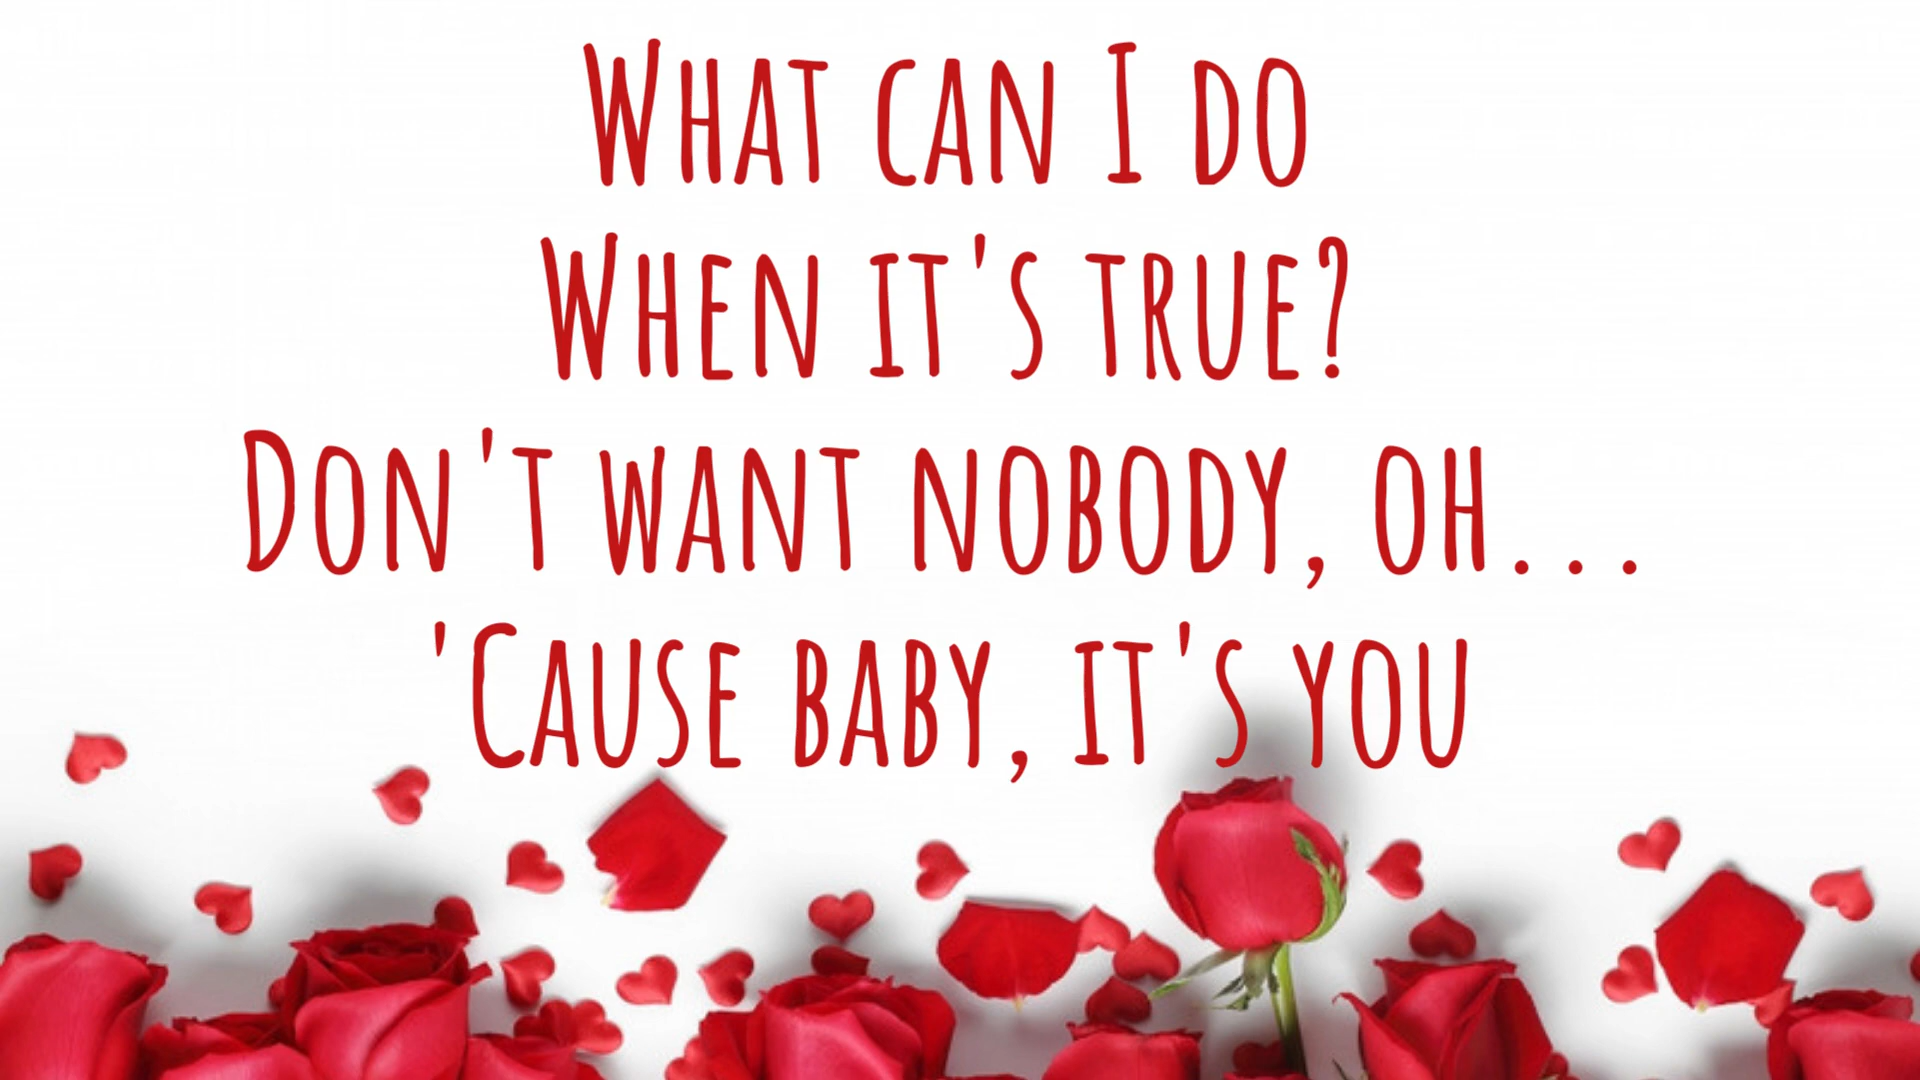 What can I do
When it's true?
Don't want nobody, oh...
'Cause baby, it's you